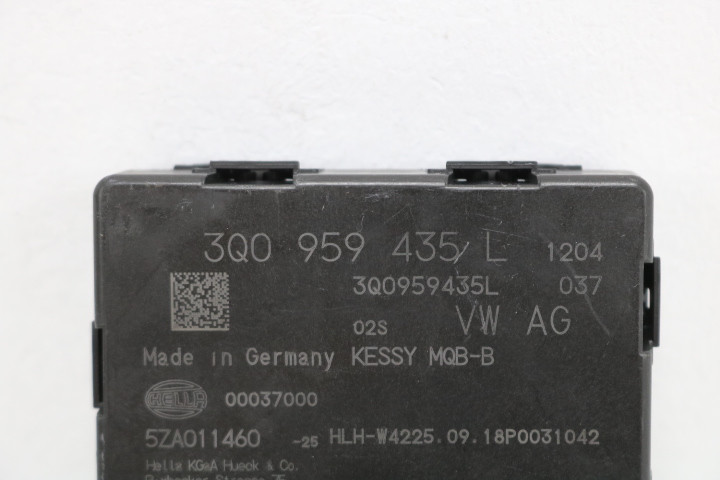 3Q0 959 435 L 1204
3Q0959435L 037
02S VW AG
Made in Germany KESSY MQB-B
HELLA 00037000
5ZA011460 -25 HLH-W4225.09.18P0031042
Hella KGaA Hueck & Co.